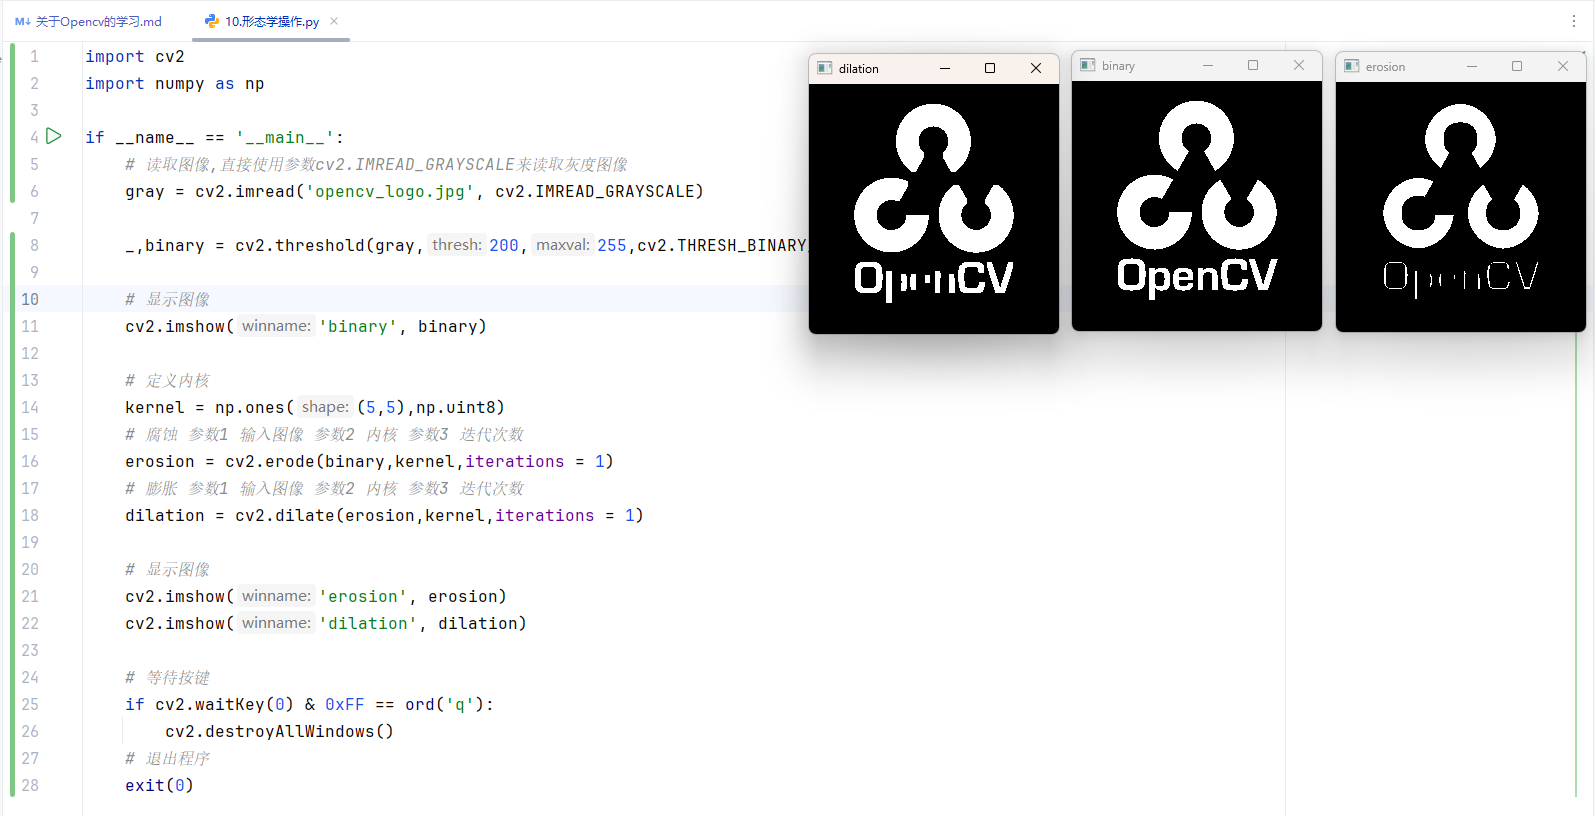 关于Opencv的学习.md
10.形态学操作.py
1 import cv2
2 import numpy as np
3
4 if __name__ == '__main__':
5 # 读取图像,直接使用参数cv2.IMREAD_GRAYSCALE来读取灰度图像
6 gray = cv2.imread('opencv_logo.jpg', cv2.IMREAD_GRAYSCALE)
7
8 _,binary = cv2.threshold(gray, thresh: 200, maxval: 255,cv2.THRESH_BINARY
9
10 # 显示图像
11 cv2.imshow( winname: 'binary', binary)
12
13 # 定义内核
14 kernel = np.ones( shape: (5,5),np.uint8)
15 # 腐蚀 参数1 输入图像 参数2 内核 参数3 迭代次数
16 erosion = cv2.erode(binary,kernel,iterations = 1)
17 # 膨胀 参数1 输入图像 参数2 内核 参数3 迭代次数
18 dilation = cv2.dilate(erosion,kernel,iterations = 1)
19
20 # 显示图像
21 cv2.imshow( winname: 'erosion', erosion)
22 cv2.imshow( winname: 'dilation', dilation)
23
24 # 等待按键
25 if cv2.waitKey(0) & 0xFF == ord('q'):
26 cv2.destroyAllWindows()
27 # 退出程序
28 exit(0)
dilation
OpenCV
binary
OpenCV
erosion
OpenCV